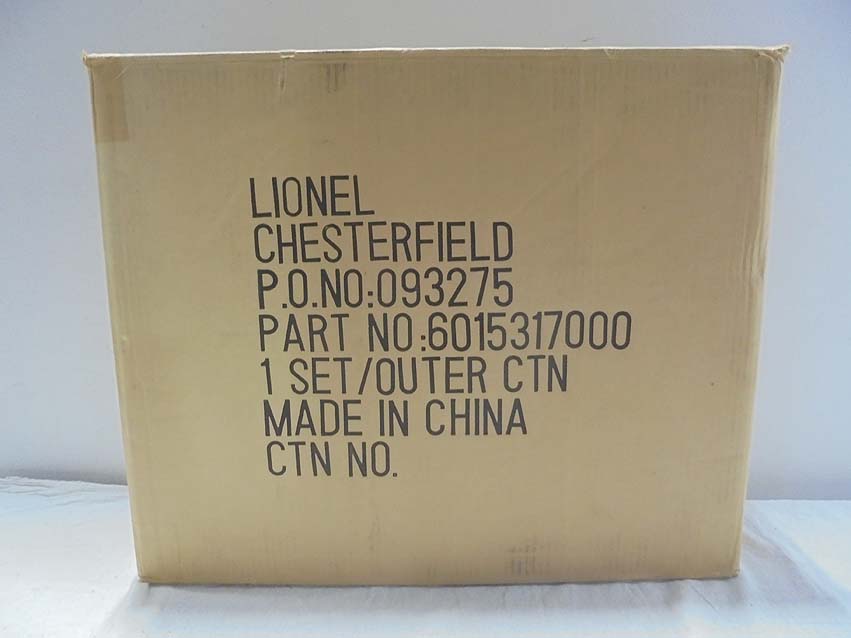 LIONEL
CHESTERFIELD
P.O.NO:093275
PART NO:6015317000
1 SET/OUTER CTN
MADE IN CHINA
CTN NO.